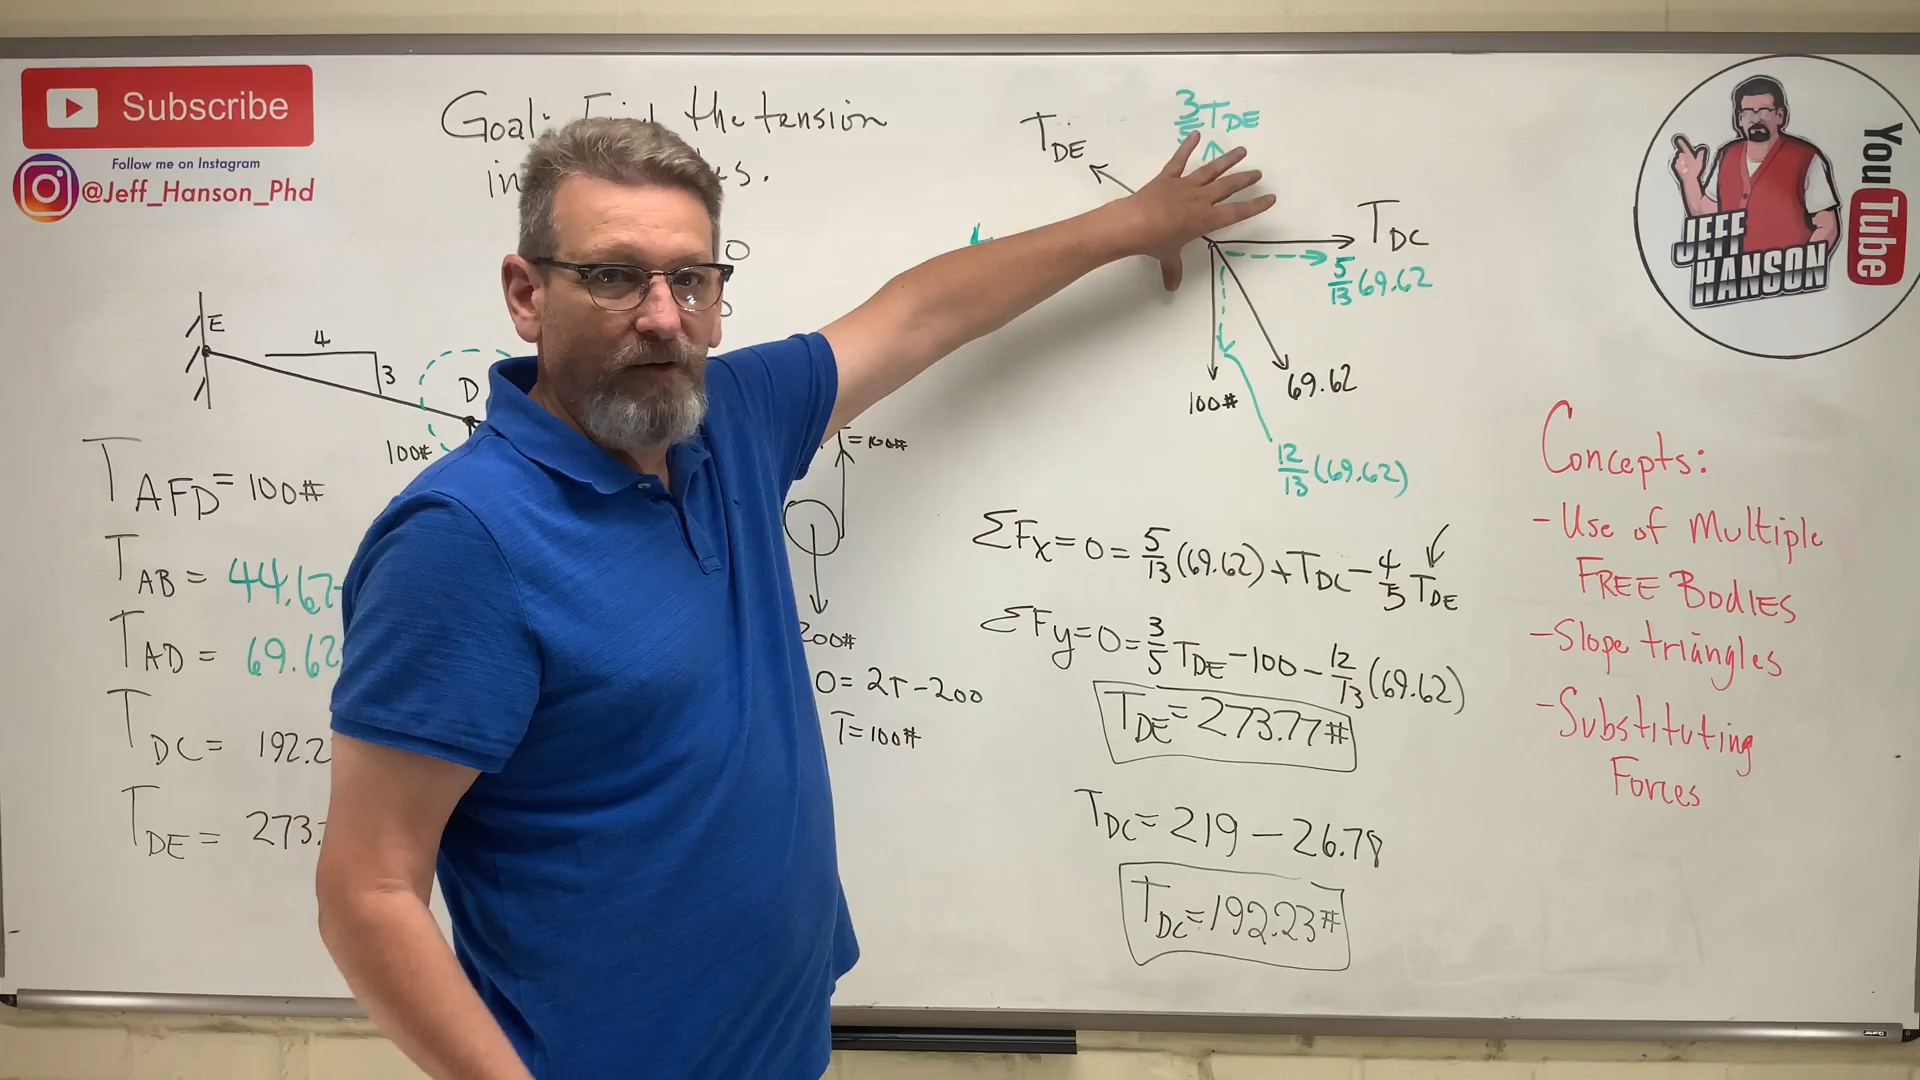 Subscribe
Follow me on Instagram
@Jeff_Hanson_Phd
Goal: Find the tension
in
s.
E
4
3
D
100#
T_AFD = 100#
T_AB = 44.67
T_AD = 69.62
T_DC = 192.2
T_DE = 273.
T = 100#
200#
0 = 2T - 200
T = 100#
T_DE
3/5 T_DE
T_DC
5/13 69.62
69.62
100#
12/13 (69.62)
ΣFx = 0 = 5/13 (69.62) + T_DC - 4/5 T_DE
ΣFy = 0 = 3/5 T_DE - 100 - 12/13 (69.62)
T_DE = 273.77#
T_DC = 219 - 26.78
T_DC = 192.23#
Concepts:
- Use of Multiple
FREE BODIES
- Slope triangles
- Substituting
Forces
JEFF
HANSON
YouTube